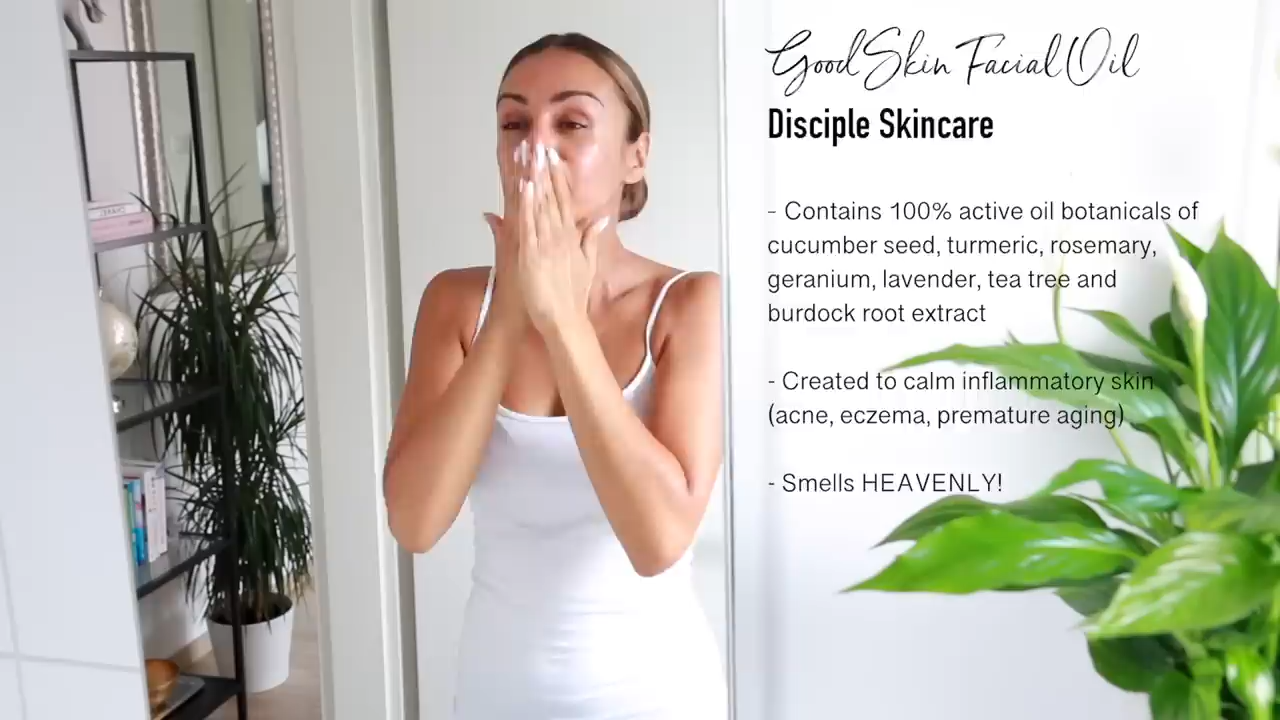 Good Skin Facial Oil
Disciple Skincare
- Contains 100% active oil botanicals of
cucumber seed, turmeric, rosemary,
geranium, lavender, tea tree and
burdock root extract
- Created to calm inflammatory skin
(acne, eczema, premature aging)
- Smells HEAVENLY!
CHANEL